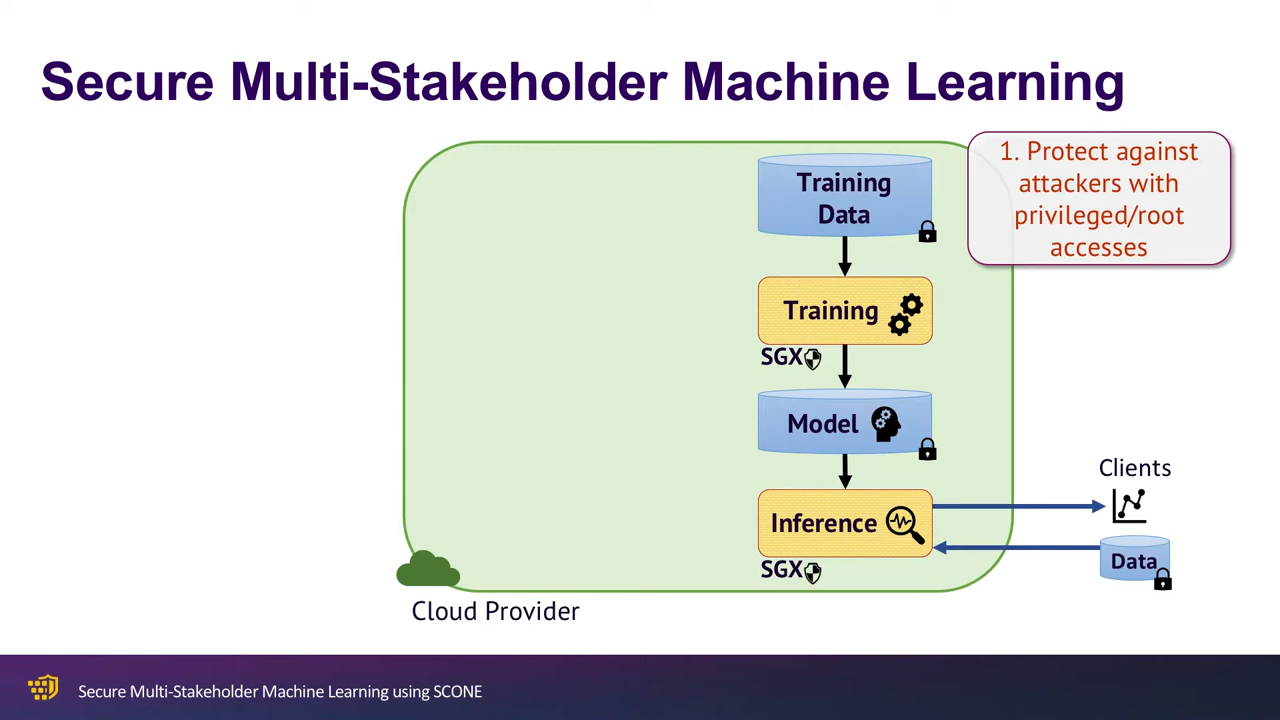 Secure Multi-Stakeholder Machine Learning
1. Protect against
attackers with
privileged/root
accesses
Training
Data
Training
SGX
Model
Clients
Inference
Data
SGX
Cloud Provider
Secure Multi-Stakeholder Machine Learning using SCONE